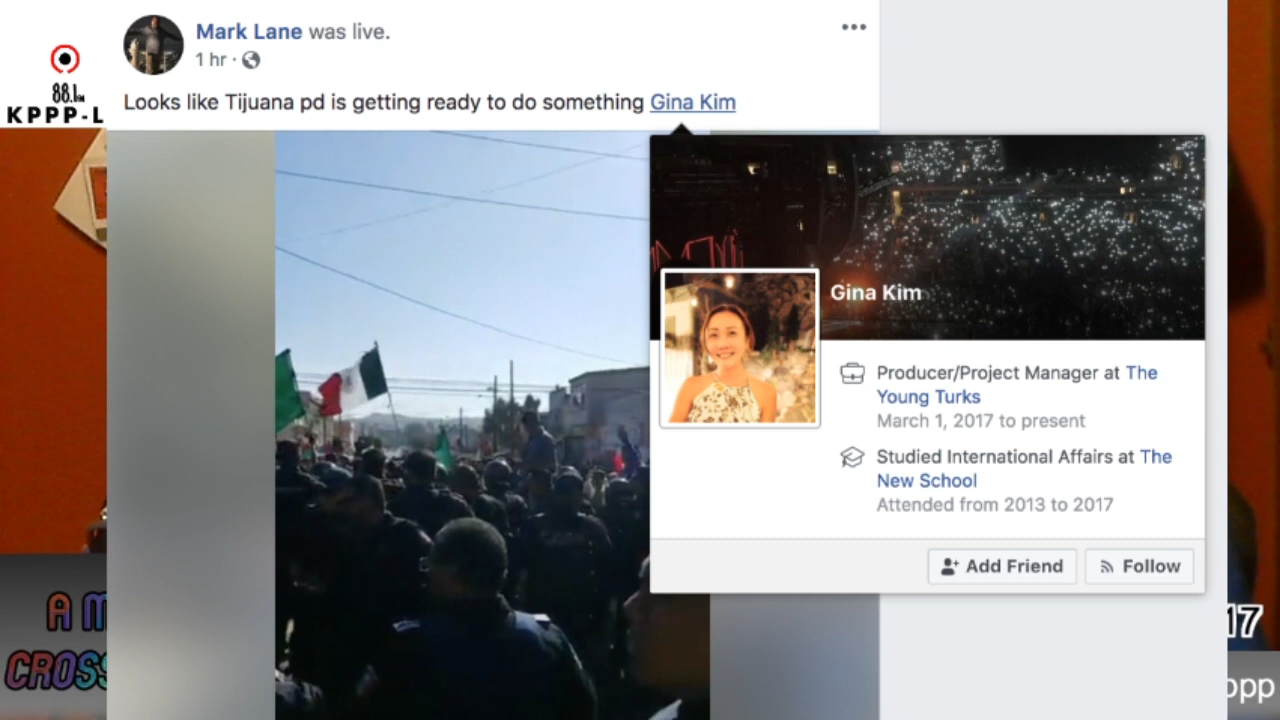 Mark Lane was live.
1 hr ·
88.1 FM
KPPP-L
Looks like Tijuana pd is getting ready to do something Gina Kim
Gina Kim
Producer/Project Manager at The
Young Turks
March 1, 2017 to present
Studied International Affairs at The
New School
Attended from 2013 to 2017
Add Friend
Follow
A M
CROSS
17
ppp